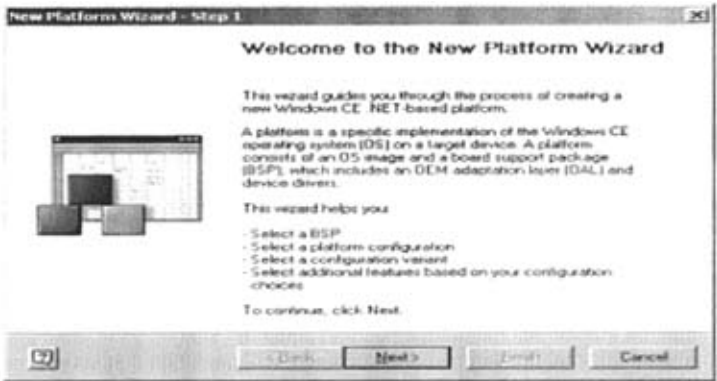 New Platform Wizard - Step 1
Welcome to the New Platform Wizard
This wizard guides you through the process of creating a
new Windows CE .NET-based platform.
A platform is a specific implementation of the Windows CE
operating system (OS) on a target device. A platform
consists of an OS image and a board support package
(BSP), which includes an OEM adaptation layer (OAL) and
device drivers.
This wizard helps you:
- Select a BSP
- Select a platform configuration
- Select a configuration variant
- Select additional features based on your configuration
choices
To continue, click Next.
< Back
Next >
Cancel